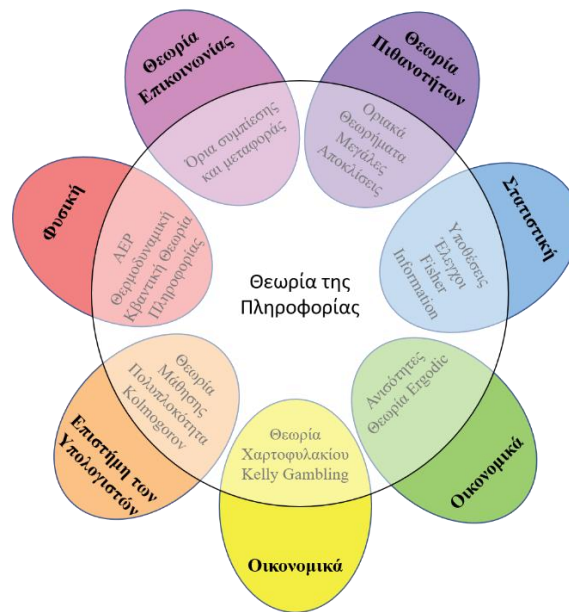 Θεωρία
Επικοινωνίας
Όρια συμπίεσης
και μεταφοράς
Θεωρία
Πιθανοτήτων
Οριακά
Θεωρήματα
Μεγάλες
Αποκλίσεις
Στατιστική
Υποθέσεις
Έλεγχοι
Fisher
Information
Φυσική
AEP
Θερμοδυναμική
Κβαντική Θεωρία
Πληροφορίας
Θεωρία της
Πληροφορίας
Θεωρία
Μάθησης
Πολυπλοκότητα
Kolmogorov
Επιστήμη των
Υπολογιστών
Θεωρία
Χαρτοφυλακίου
Kelly Gambling
Οικονομικά
Ανισότητες
Θεωρία Ergodic
Οικονομικά